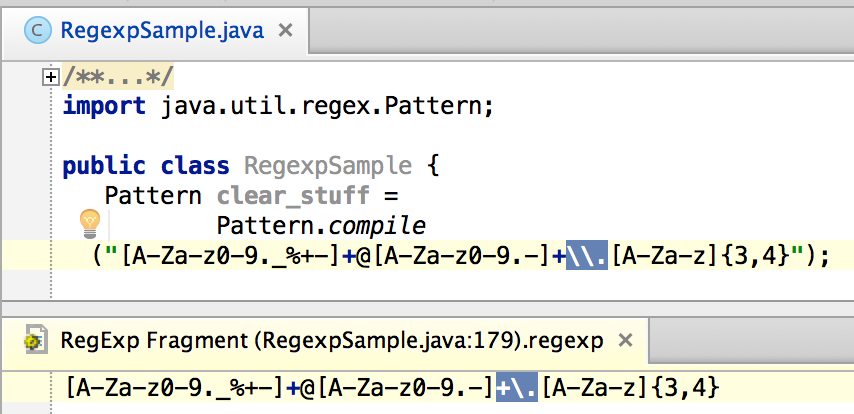 C RegexpSample.java ×
+/**...*/
import java.util.regex.Pattern;
public class RegexpSample {
Pattern clear_stuff =
Pattern.compile
("[A-Za-z0-9._%+-]+@[A-Za-z0-9.-]+\\.[A-Za-z]{3,4}");
RegExp Fragment (RegexpSample.java:179).regexp ×
[A-Za-z0-9._%+-]+@[A-Za-z0-9.-]+\.[A-Za-z]{3,4}